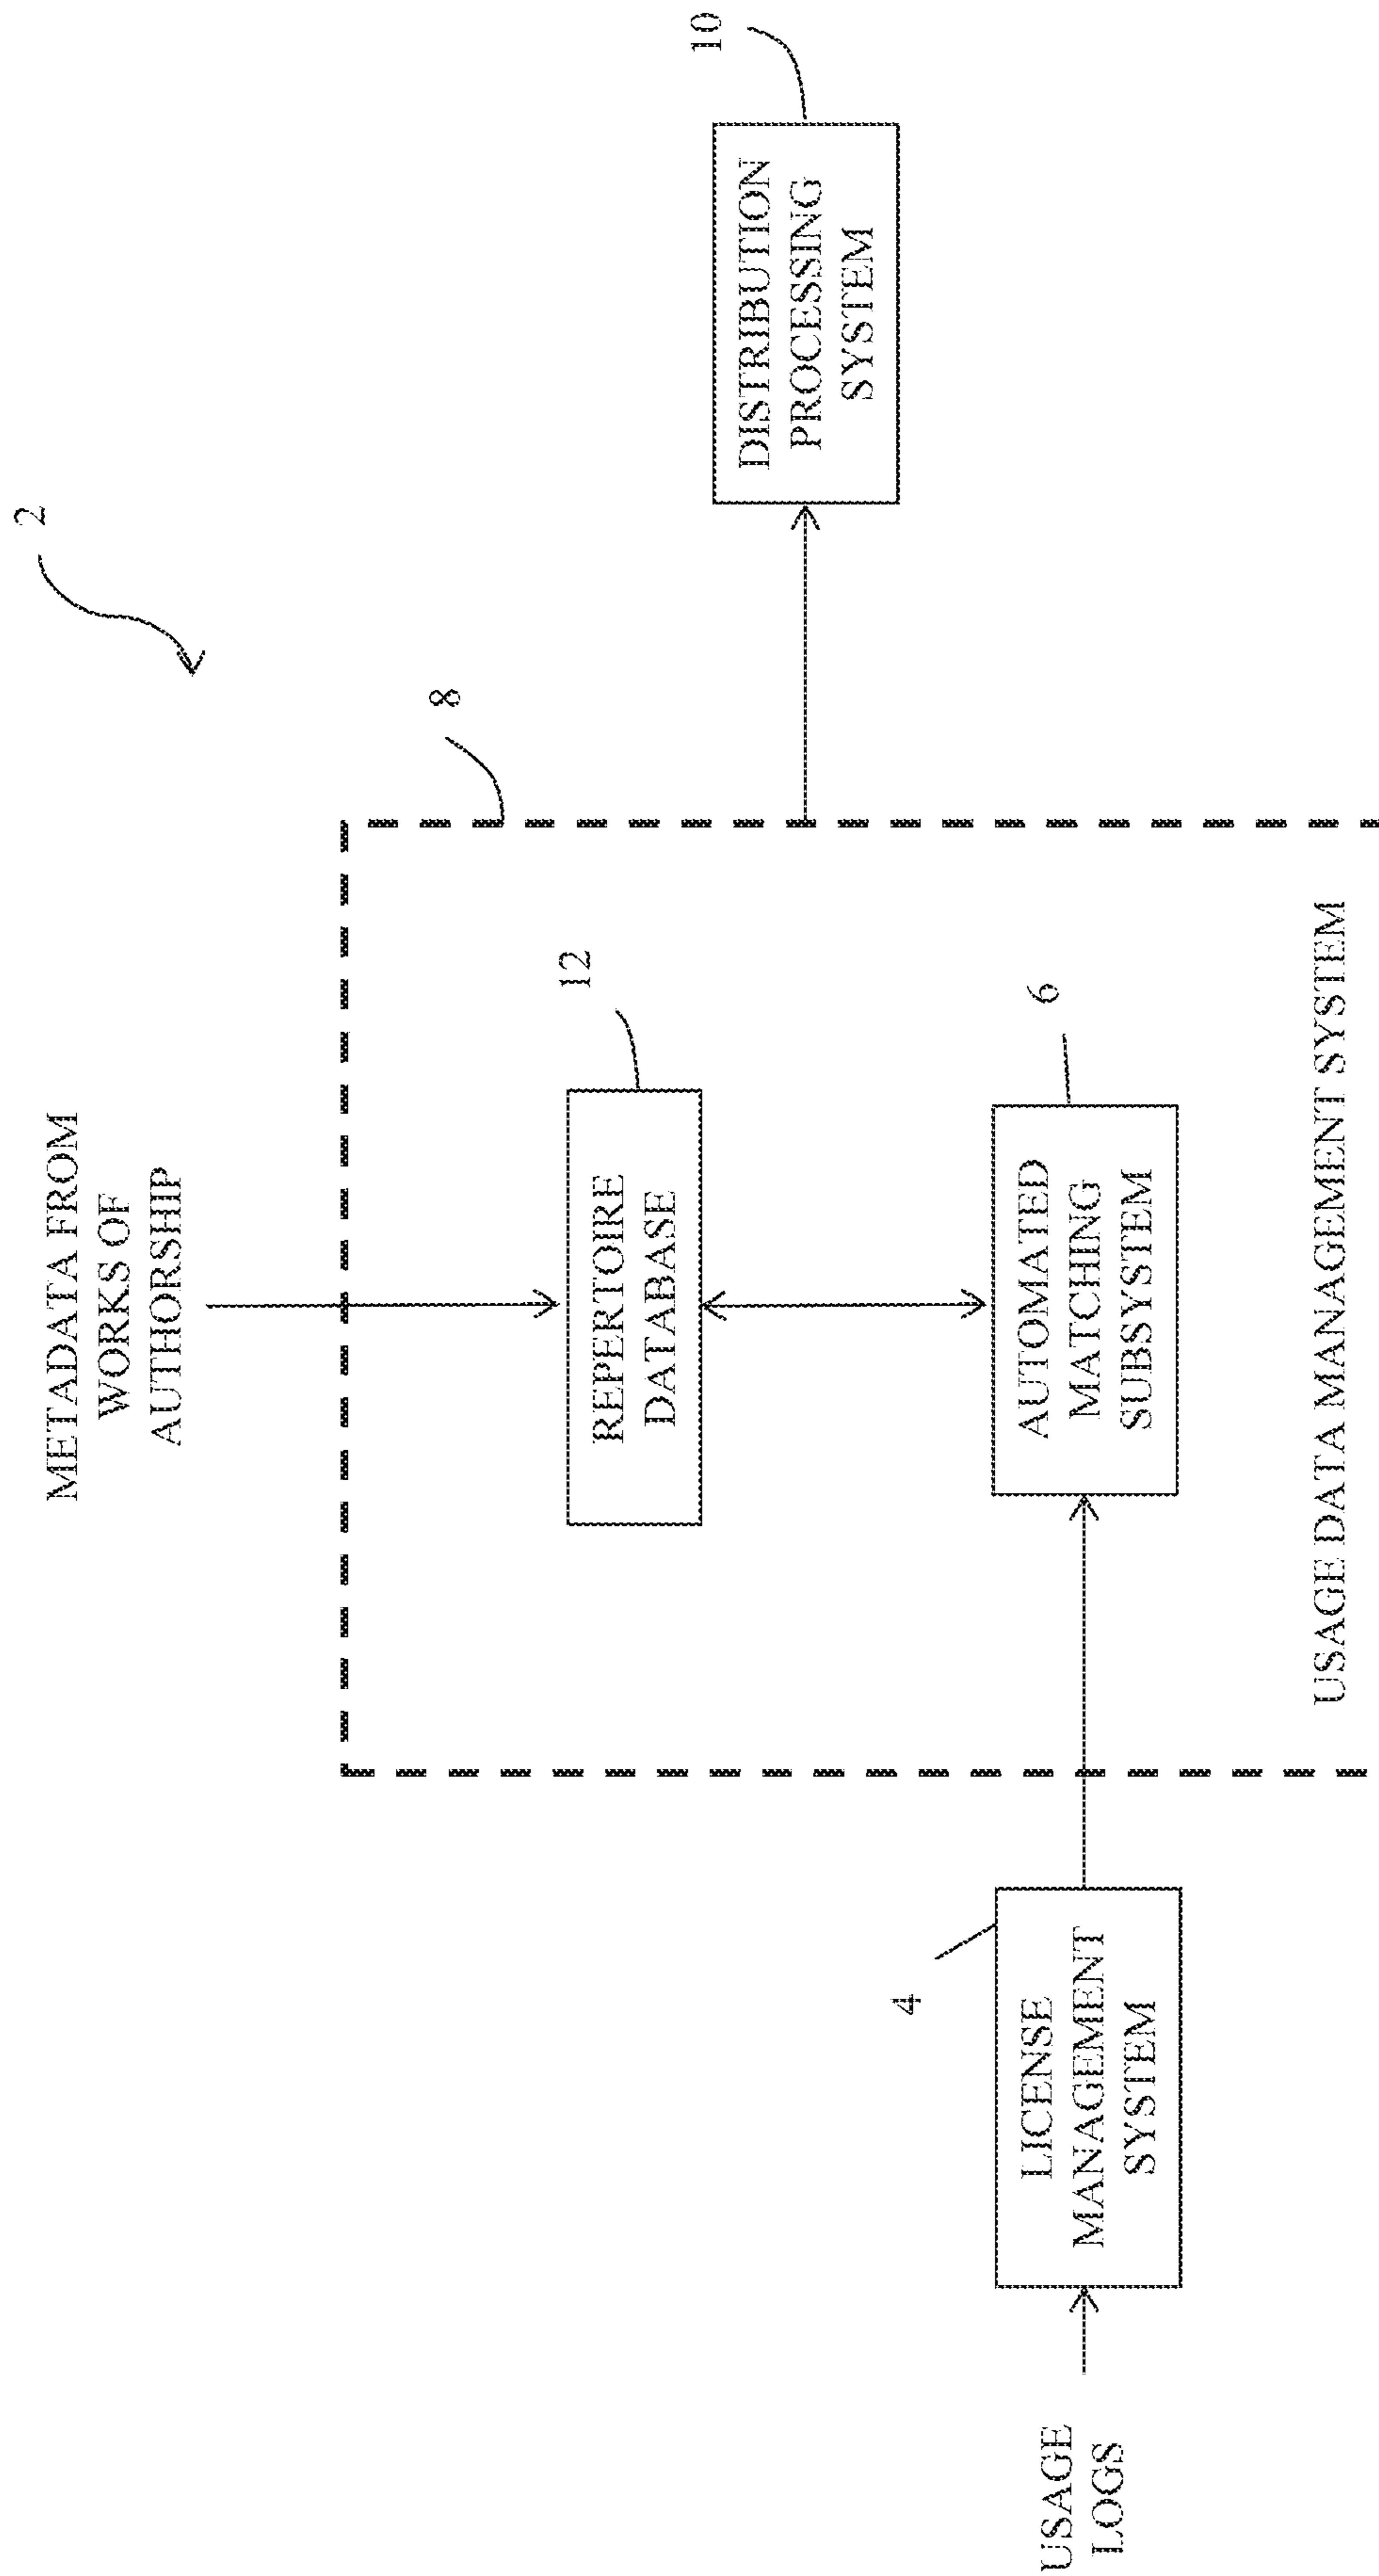 2
METADATA FROM
WORKS OF
AUTHORSHIP
8
12
REPERTOIRE
DATABASE
10
DISTRIBUTION
PROCESSING
SYSTEM
4
LICENSE
MANAGEMENT
SYSTEM
6
AUTOMATED
MATCHING
SUBSYSTEM
USAGE
LOGS
USAGE DATA MANAGEMENT SYSTEM